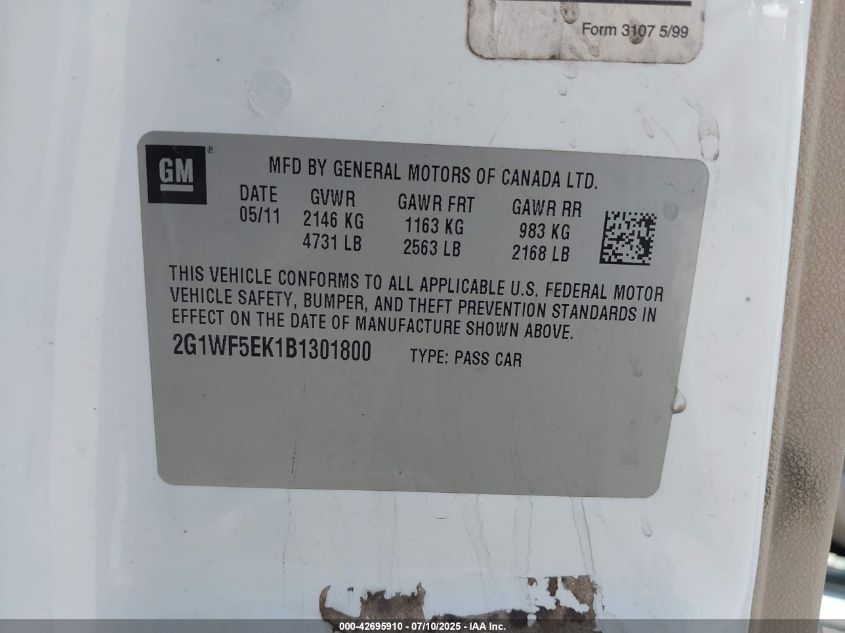 Form 3107 5/99
GM®
MFD BY GENERAL MOTORS OF CANADA LTD.
DATE GVWR GAWR FRT GAWR RR
05/11 2146 KG 1163 KG 983 KG
4731 LB 2563 LB 2168 LB
THIS VEHICLE CONFORMS TO ALL APPLICABLE U.S. FEDERAL MOTOR
VEHICLE SAFETY, BUMPER, AND THEFT PREVENTION STANDARDS IN
EFFECT ON THE DATE OF MANUFACTURE SHOWN ABOVE.
2G1WF5EK1B1301800 TYPE: PASS CAR
000-42695910 - 07/10/2025 - IAA Inc.